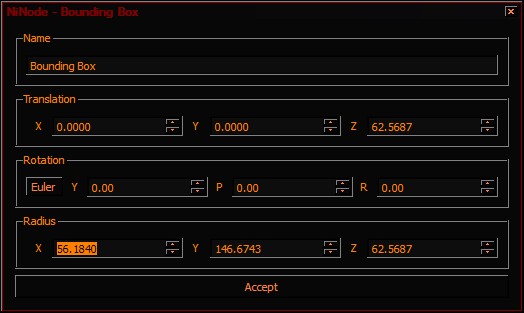 NiNode - Bounding Box
Name
Bounding Box
Translation
X 0.0000 Y 0.0000 Z 62.5687
Rotation
Euler Y 0.00 P 0.00 R 0.00
Radius
X 56.1840 Y 146.6743 Z 62.5687
Accept